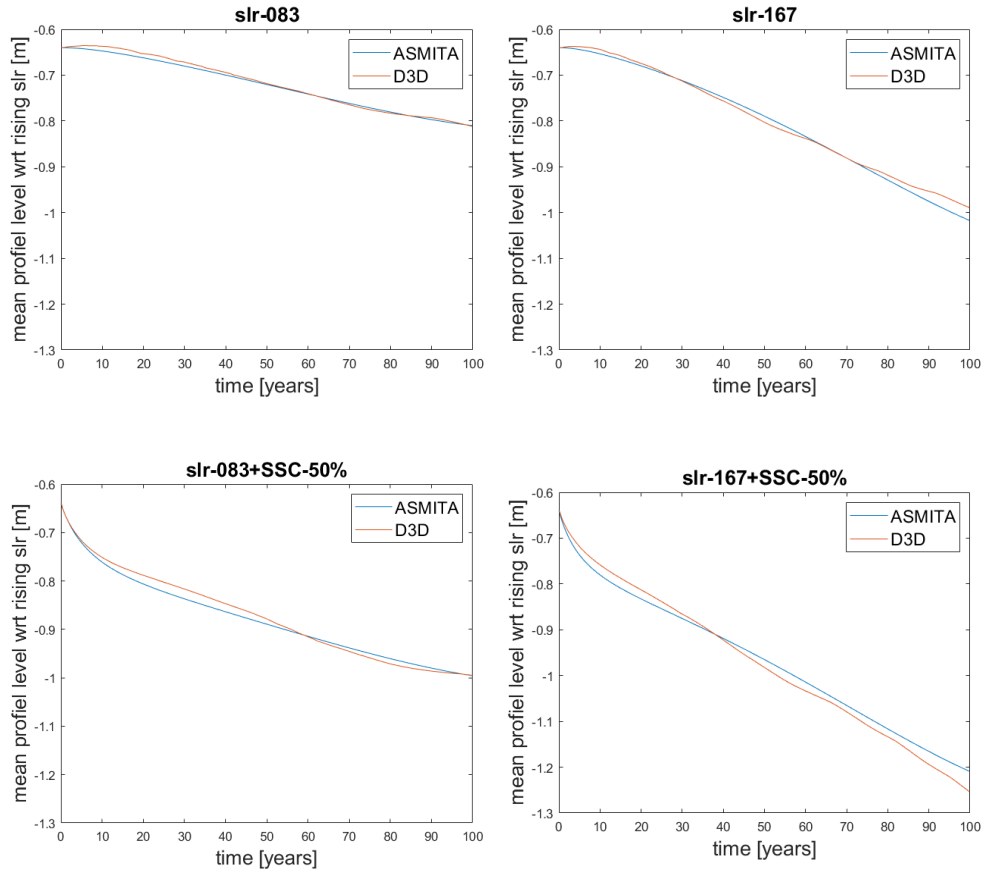 slr-083
mean profiel level wrt rising slr [m]
-0.6
-0.7
-0.8
-0.9
-1
-1.1
-1.2
-1.3
0 10 20 30 40 50 60 70 80 90 100
time [years]
ASMITA
D3D
slr-167
mean profiel level wrt rising slr [m]
-0.6
-0.7
-0.8
-0.9
-1
-1.1
-1.2
-1.3
0 10 20 30 40 50 60 70 80 90 100
time [years]
ASMITA
D3D
slr-083+SSC-50%
mean profiel level wrt rising slr [m]
-0.6
-0.7
-0.8
-0.9
-1
-1.1
-1.2
-1.3
0 10 20 30 40 50 60 70 80 90 100
time [years]
ASMITA
D3D
slr-167+SSC-50%
mean profiel level wrt rising slr [m]
-0.6
-0.7
-0.8
-0.9
-1
-1.1
-1.2
-1.3
0 10 20 30 40 50 60 70 80 90 100
time [years]
ASMITA
D3D